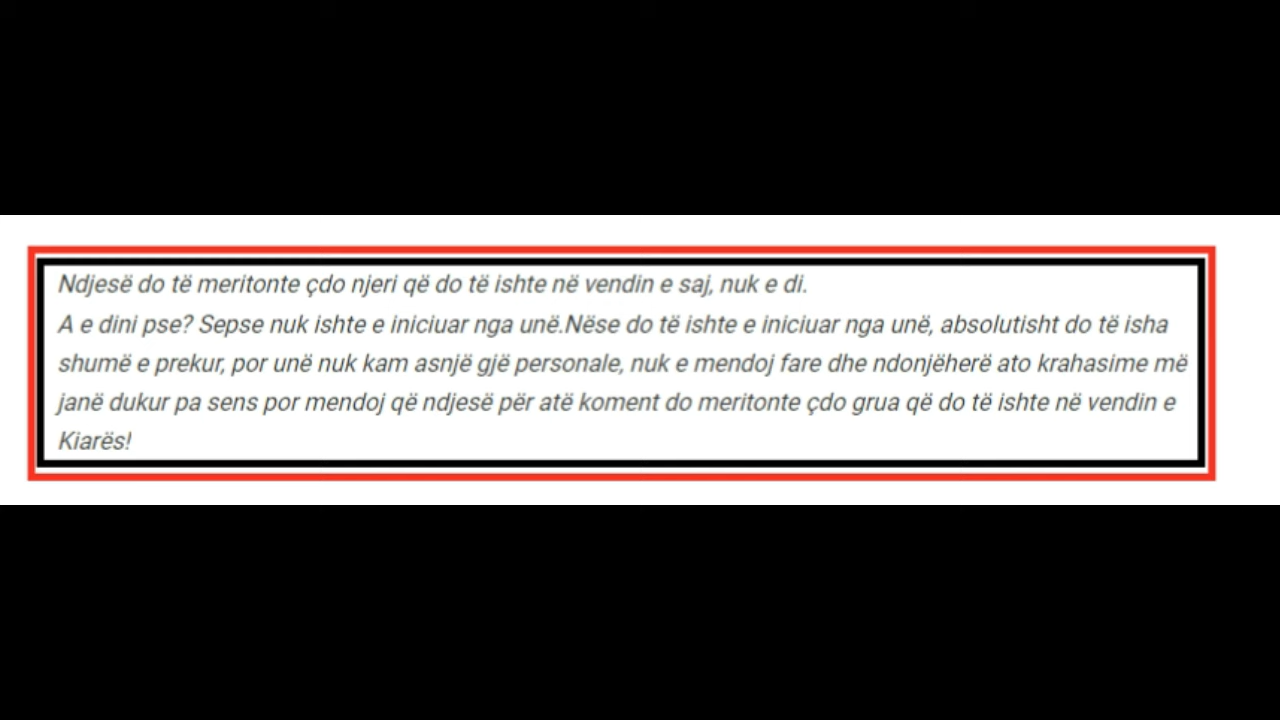 Ndjesë do të meritonte çdo njeri që do të ishte në vendin e saj, nuk e di.
A e dini pse? Sepse nuk ishte e iniciuar nga unë.Nëse do të ishte e iniciuar nga unë, absolutisht do të isha
shumë e prekur, por unë nuk kam asnjë gjë personale, nuk e mendoj fare dhe ndonjëherë ato krahasime më
janë dukur pa sens por mendoj që ndjesë për atë koment do meritonte çdo grua që do të ishte në vendin e
Kiarës!